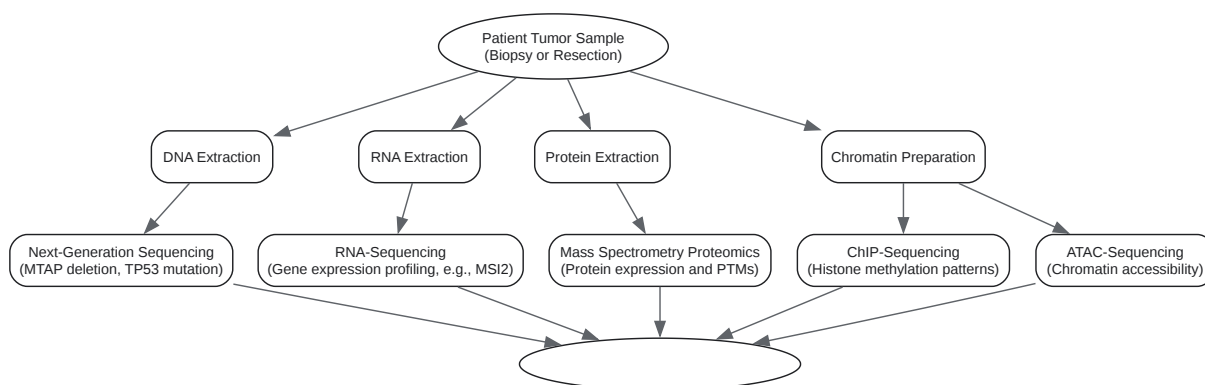 Patient Tumor Sample
(Biopsy or Resection)
DNA Extraction
RNA Extraction
Protein Extraction
Chromatin Preparation
Next-Generation Sequencing
(MTAP deletion, TP53 mutation)
RNA-Sequencing
(Gene expression profiling, e.g., MSI2)
Mass Spectrometry Proteomics
(Protein expression and PTMs)
ChIP-Sequencing
(Histone methylation patterns)
ATAC-Sequencing
(Chromatin accessibility)